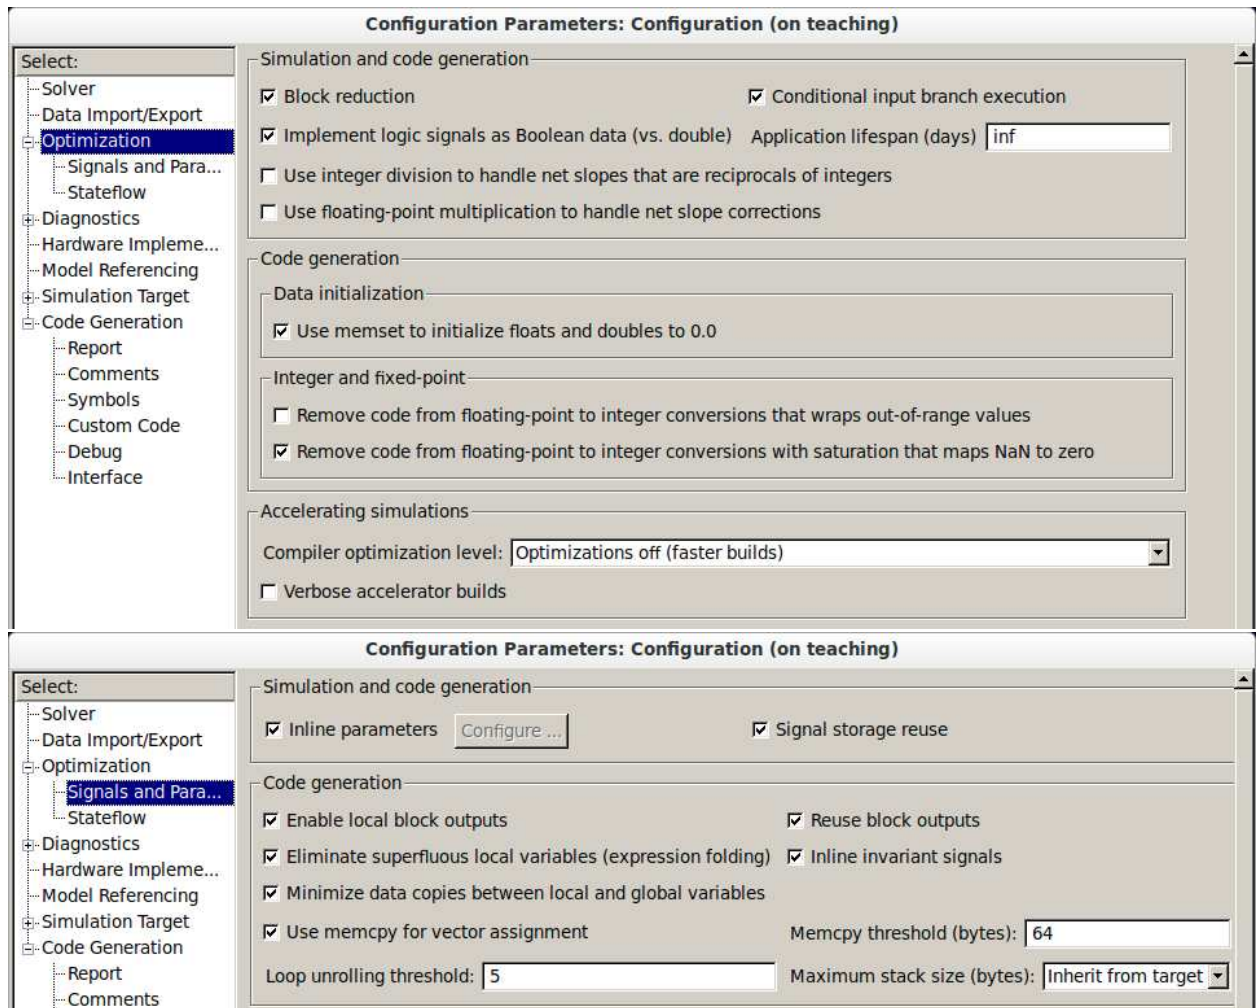 Configuration Parameters: Configuration (on teaching)
Select:
Solver
Data Import/Export
Optimization
Signals and Para...
Stateflow
Diagnostics
Hardware Impleme...
Model Referencing
Simulation Target
Code Generation
Report
Comments
Symbols
Custom Code
Debug
Interface
Simulation and code generation
Block reduction
Conditional input branch execution
Implement logic signals as Boolean data (vs. double)
Application lifespan (days) inf
Use integer division to handle net slopes that are reciprocals of integers
Use floating-point multiplication to handle net slope corrections
Code generation
Data initialization
Use memset to initialize floats and doubles to 0.0
Integer and fixed-point
Remove code from floating-point to integer conversions that wraps out-of-range values
Remove code from floating-point to integer conversions with saturation that maps NaN to zero
Accelerating simulations
Compiler optimization level: Optimizations off (faster builds)
Verbose accelerator builds
Configuration Parameters: Configuration (on teaching)
Select:
Solver
Data Import/Export
Optimization
Signals and Para...
Stateflow
Diagnostics
Hardware Impleme...
Model Referencing
Simulation Target
Code Generation
Report
Comments
Simulation and code generation
Inline parameters
Configure ...
Signal storage reuse
Code generation
Enable local block outputs
Reuse block outputs
Eliminate superfluous local variables (expression folding)
Inline invariant signals
Minimize data copies between local and global variables
Use memcpy for vector assignment
Memcpy threshold (bytes): 64
Loop unrolling threshold: 5
Maximum stack size (bytes): Inherit from target